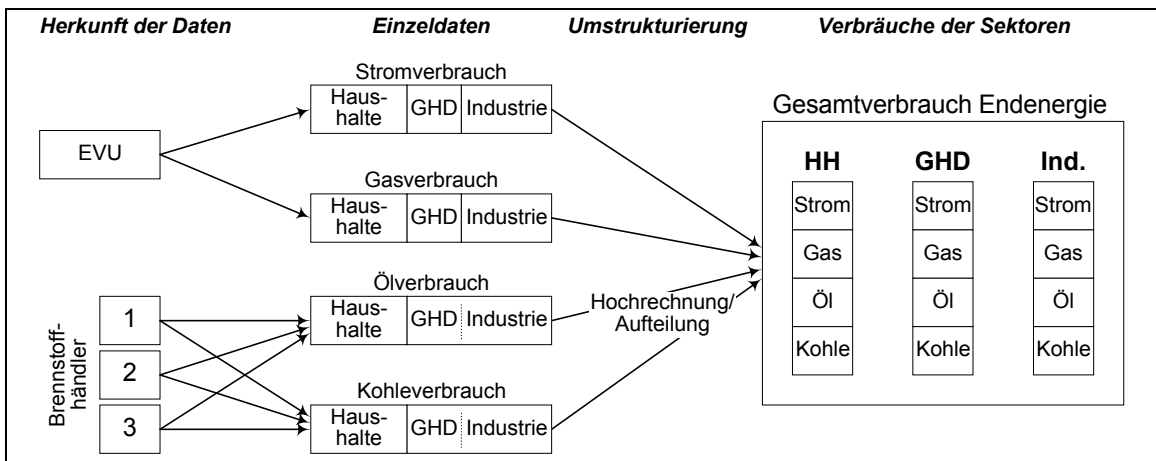 Herkunft der Daten
Einzeldaten
Umstrukturierung
Verbräuche der Sektoren
Stromverbrauch
Haus-
halte
GHD
Industrie
EVU
Gasverbrauch
Haus-
halte
GHD
Industrie
Ölverbrauch
Haus-
halte
GHD
Industrie
Brennstoff-
händler
1
2
3
Kohleverbrauch
Haus-
halte
GHD
Industrie
Hochrechnung/
Aufteilung
Gesamtverbrauch Endenergie
HH
GHD
Ind.
Strom
Strom
Strom
Gas
Gas
Gas
Öl
Öl
Öl
Kohle
Kohle
Kohle